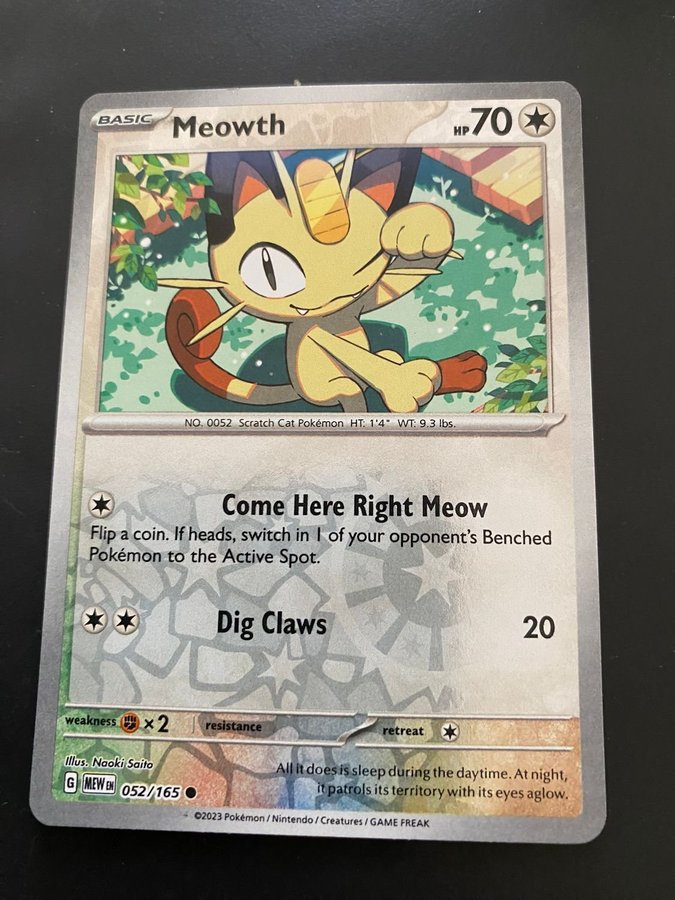 BASIC Meowth HP 70
NO. 0052 Scratch Cat Pokémon HT: 1'4" WT: 9.3 lbs.
Come Here Right Meow
Flip a coin. If heads, switch in 1 of your opponent's Benched
Pokémon to the Active Spot.
Dig Claws 20
weakness ×2 resistance retreat
Illus. Naoki Saito
G MEW EN 052/165
All it does is sleep during the daytime. At night,
it patrols its territory with its eyes aglow.
©2023 Pokémon / Nintendo / Creatures / GAME FREAK